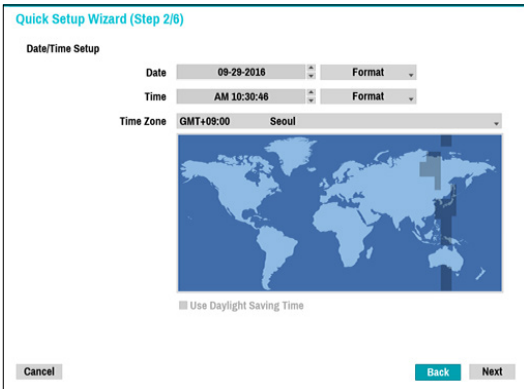 Quick Setup Wizard (Step 2/6)
Date/Time Setup
Date 09-29-2016 Format
Time AM 10:30:46 Format
Time Zone GMT+09:00 Seoul
Use Daylight Saving Time
Cancel Back Next